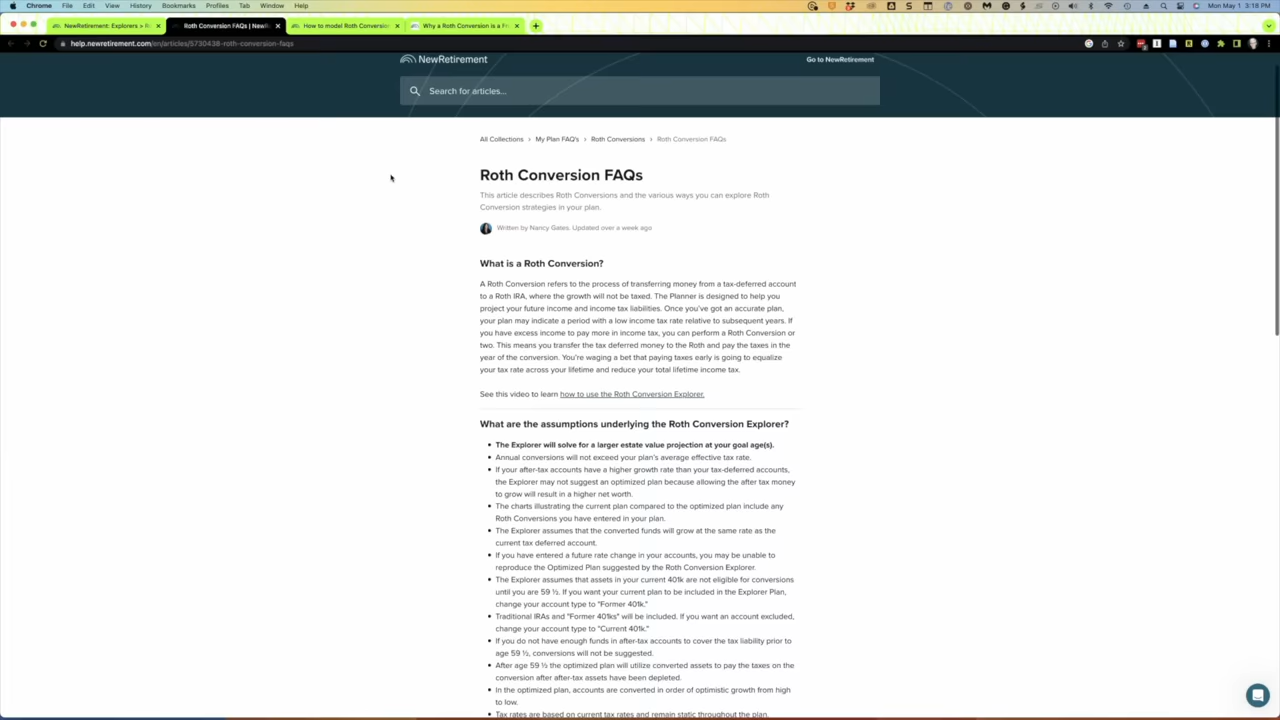 Chrome File Edit View History Bookmarks Profiles Tab Window Help
Mon May 1 3:18 PM
NewRetirement: Explorers > R
Roth Conversion FAQs | NewR
How to model Roth Conversion
Why a Roth Conversion is a F
help.newretirement.com/en/articles/5730438-roth-conversion-faqs
NewRetirement
Go to NewRetirement
Search for articles...
All Collections > My Plan FAQ's > Roth Conversions > Roth Conversion FAQs
Roth Conversion FAQs
This article describes Roth Conversions and the various ways you can explore Roth
Conversion strategies in your plan.
Written by Nancy Gates. Updated over a week ago
What is a Roth Conversion?
A Roth Conversion refers to the process of transferring money from a tax-deferred account
to a Roth IRA, where the growth will not be taxed. The Planner is designed to help you
project your future income and income tax liabilities. Once you've got an accurate plan,
your plan may indicate a period with a low income tax rate relative to subsequent years. If
you have excess income to pay more in income tax, you can perform a Roth Conversion or
two. This means you transfer the tax deferred money to the Roth and pay the taxes in the
year of the conversion. You're waging a bet that paying taxes early is going to equalize
your tax rate across your lifetime and reduce your total lifetime income tax.
See this video to learn how to use the Roth Conversion Explorer.
What are the assumptions underlying the Roth Conversion Explorer?
• The Explorer will solve for a larger estate value projection at your goal age(s).
• Annual conversions will not exceed your plan's average effective tax rate.
• If your after-tax accounts have a higher growth rate than your tax-deferred accounts,
the Explorer may not suggest an optimized plan because allowing the after tax money
to grow will result in a higher net worth.
• The charts illustrating the current plan compared to the optimized plan include any
Roth Conversions you have entered in your plan.
• The Explorer assumes that the converted funds will grow at the same rate as the
current tax deferred account.
• If you have entered a future rate change in your accounts, you may be unable to
reproduce the Optimized Plan suggested by the Roth Conversion Explorer.
• The Explorer assumes that assets in your current 401k are not eligible for conversions
until you are 59 ½. If you want your current plan to be included in the Explorer Plan,
change your account type to "Former 401k."
• Traditional IRAs and "Former 401ks" will be included. If you want an account excluded,
change your account type to "Current 401k."
• If you do not have enough funds in after-tax accounts to cover the tax liability prior to
age 59 ½, conversions will not be suggested.
• After age 59 ½ the optimized plan will utilize converted assets to pay the taxes on the
conversion after after-tax assets have been depleted.
• In the optimized plan, accounts are converted in order of optimistic growth from high
to low.
• Tax rates are based on current tax rates and remain static throughout the plan.